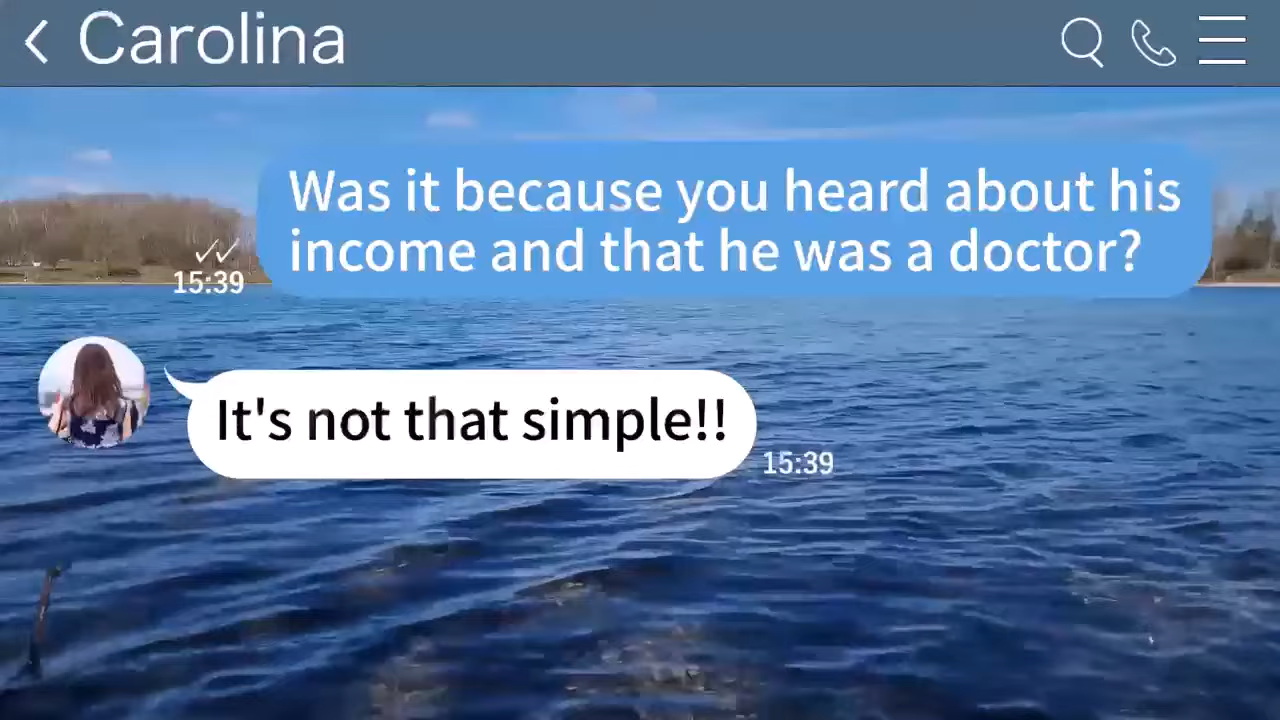 Carolina
Was it because you heard about his
income and that he was a doctor?
15:39
It's not that simple!!
15:39